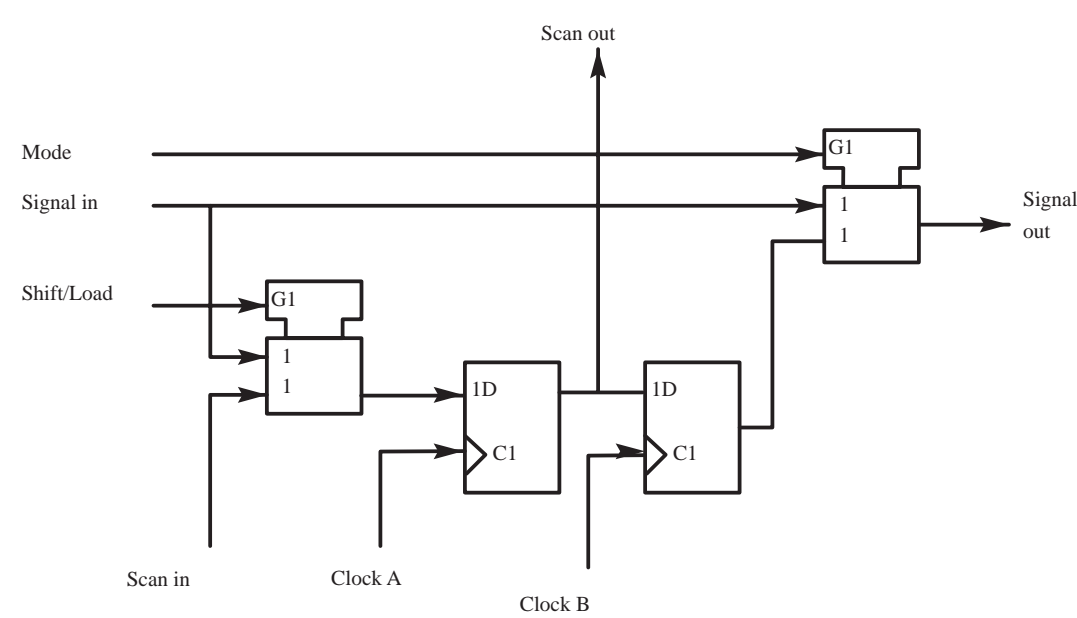 Scan out
Mode
G1
Signal in
1
1
Signal
out
Shift/Load
G1
1
1
1D
C1
1D
C1
Scan in
Clock A
Clock B